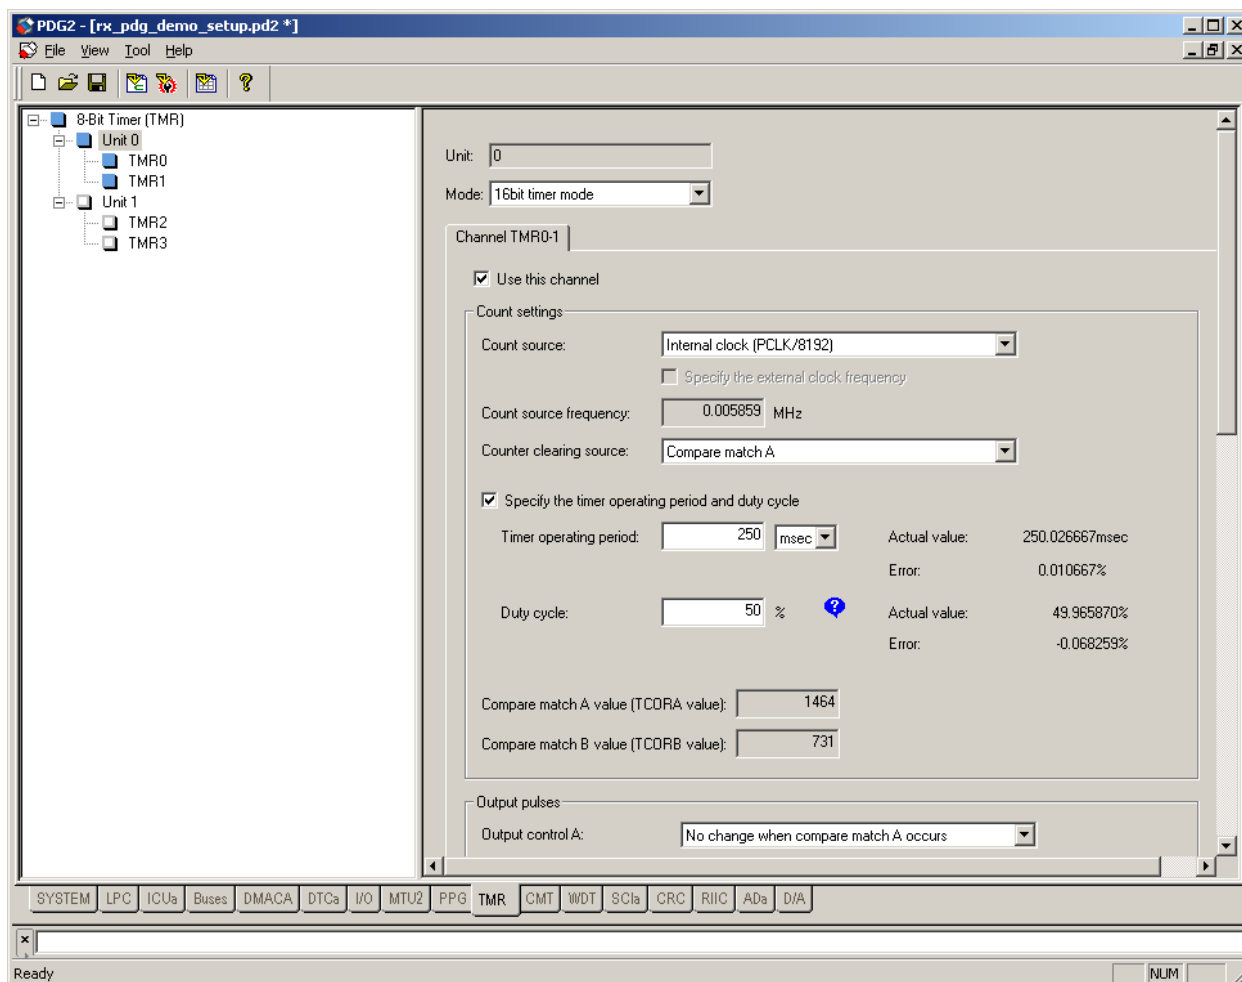 PDG2 - [rx_pdg_demo_setup.pd2 *]
File View Tool Help
8-Bit Timer (TMR)
Unit 0
TMR0
TMR1
Unit 1
TMR2
TMR3
Unit: 0
Mode: 16bit timer mode
Channel TMR0-1
Use this channel
Count settings
Count source: Internal clock (PCLK/8192)
Specify the external clock frequency
Count source frequency: 0.005859 MHz
Counter clearing source: Compare match A
Specify the timer operating period and duty cycle
Timer operating period: 250 msec Actual value: 250.026667msec
Error: 0.010667%
Duty cycle: 50 % Actual value: 49.965870%
Error: -0.068259%
Compare match A value (TCORA value): 1464
Compare match B value (TCORB value): 731
Output pulses
Output control A: No change when compare match A occurs
SYSTEM LPC ICUa Buses DMACA DTCa I/O MTU2 PPG TMR CMT WDT SCIa CRC RIIC ADa D/A
Ready NUM